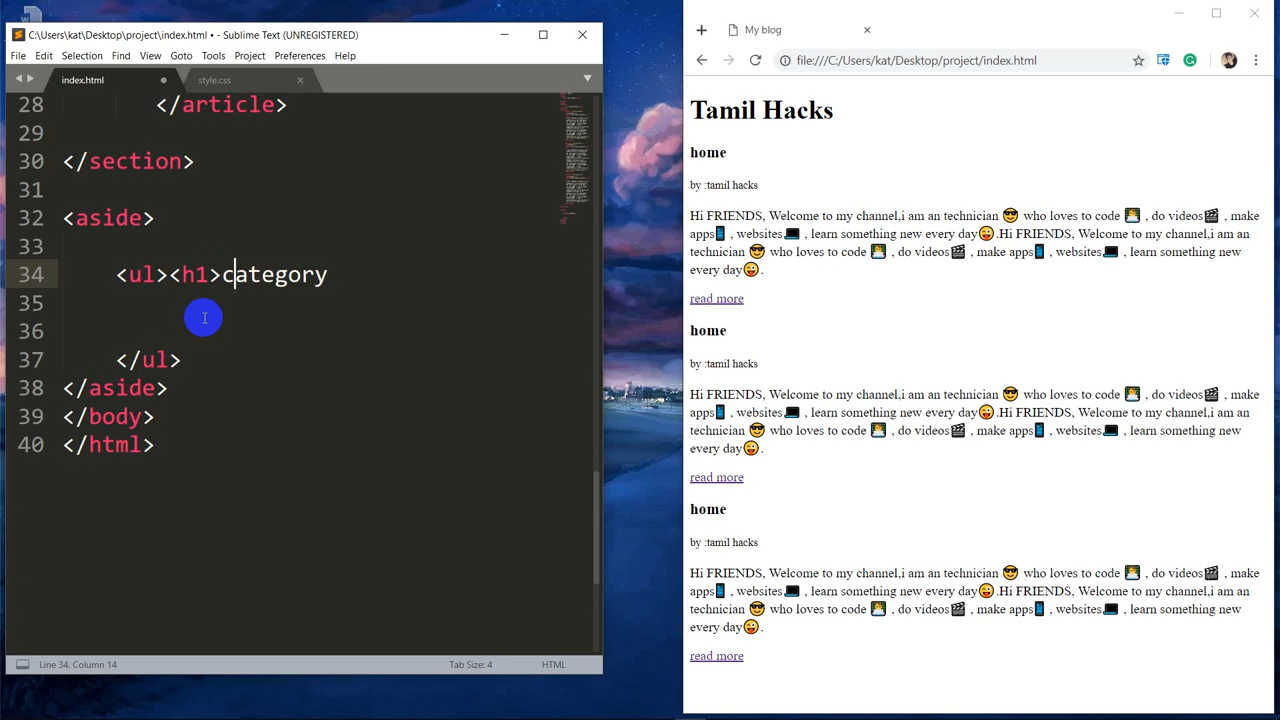 C:\Users\kat\Desktop\project\index.html • - Sublime Text (UNREGISTERED)
File Edit Selection Find View Goto Tools Project Preferences Help
index.html style.css
28 </article>
29
30 </section>
31
32 <aside>
33
34 <ul><h1>category
35
36
37 </ul>
38 </aside>
39 </body>
40 </html>
Line 34, Column 14 Tab Size: 4 HTML
My blog
file:///C:/Users/kat/Desktop/project/index.html
Tamil Hacks
home
by :tamil hacks
Hi FRIENDS, Welcome to my channel,i am an technician 😎 who loves to code 👨‍💻 , do videos🎬 , make
apps📱 , websites💻 , learn something new every day😜.Hi FRIENDS, Welcome to my channel,i am an
technician 😎 who loves to code 👨‍💻 , do videos🎬 , make apps📱 , websites💻 , learn something new
every day😜.
read more
home
by :tamil hacks
Hi FRIENDS, Welcome to my channel,i am an technician 😎 who loves to code 👨‍💻 , do videos🎬 , make
apps📱 , websites💻 , learn something new every day😜.Hi FRIENDS, Welcome to my channel,i am an
technician 😎 who loves to code 👨‍💻 , do videos🎬 , make apps📱 , websites💻 , learn something new
every day😜.
read more
home
by :tamil hacks
Hi FRIENDS, Welcome to my channel,i am an technician 😎 who loves to code 👨‍💻 , do videos🎬 , make
apps📱 , websites💻 , learn something new every day😜.Hi FRIENDS, Welcome to my channel,i am an
technician 😎 who loves to code 👨‍💻 , do videos🎬 , make apps📱 , websites💻 , learn something new
every day😜.
read more